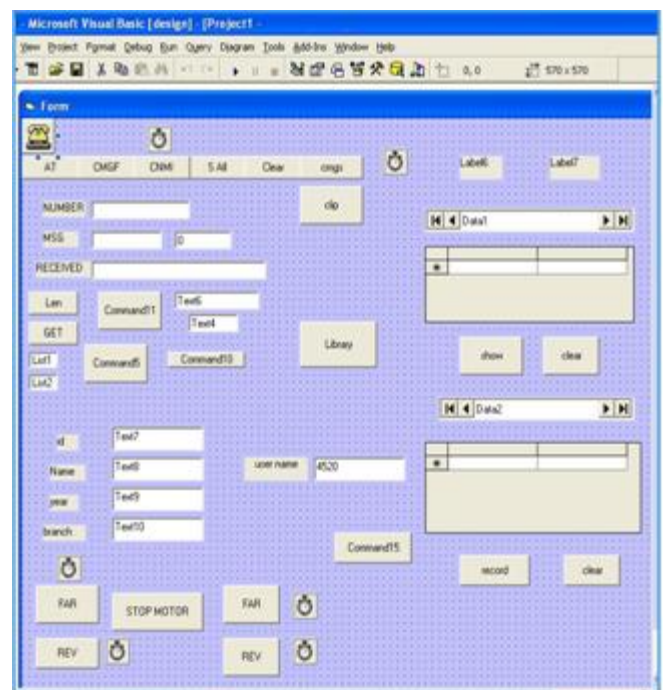 Microsoft Visual Basic [design] - [Project1 -
View Project Format Debug Run Query Diagram Tools Add-Ins Window Help
0, 0 570 x 570
Form
AT CMGF CNMI S All Clear cmgs Label6 Label7
NUMBER clip
Data1
MSG 0
RECEIVED
Len Command11 Text6
Text4
GET Library
List1 Command5 Command10 show clear
List2
Data2
id Text7
Name Text8 user name 4520
year Text9
branch Text10
Command15
record clear
FAR STOP MOTOR FAR
REV REV